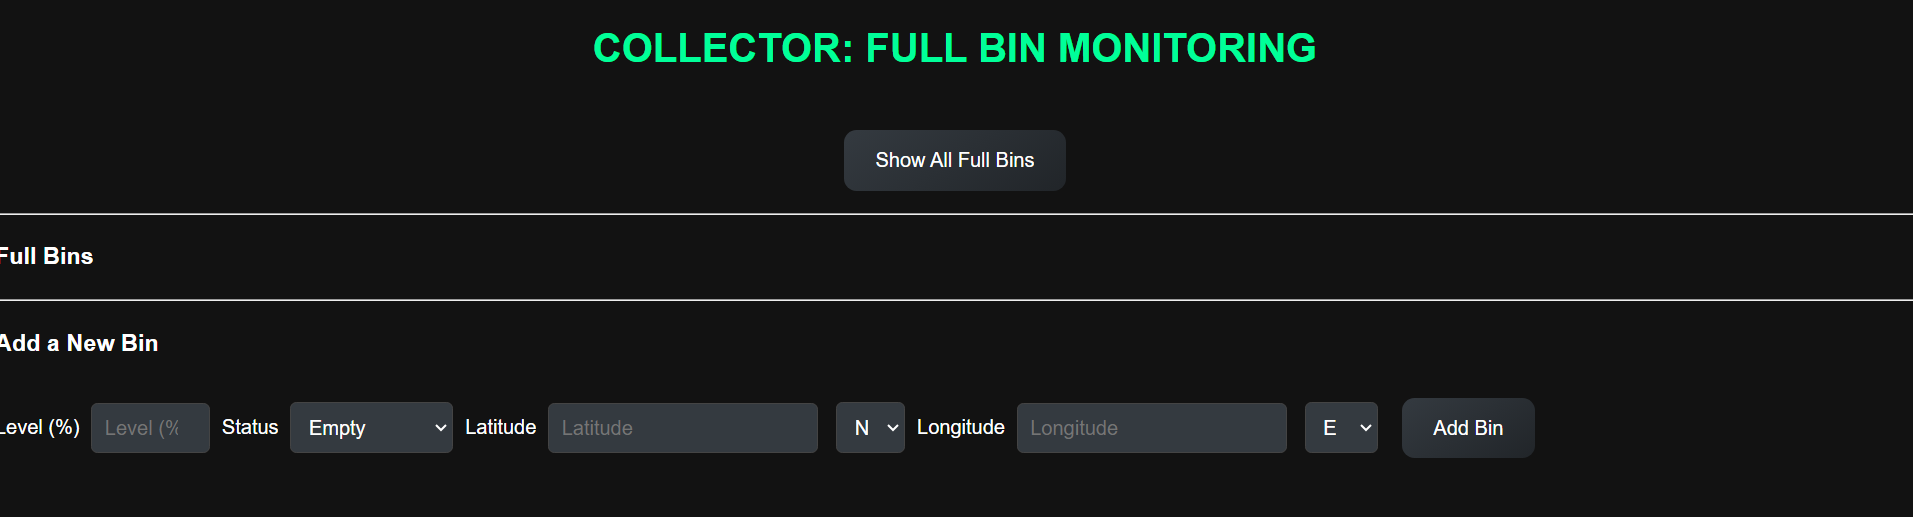 COLLECTOR: FULL BIN MONITORING
Show All Full Bins
Full Bins
Add a New Bin
Level (%) Level (% Status Empty Latitude Latitude N Longitude Longitude E Add Bin